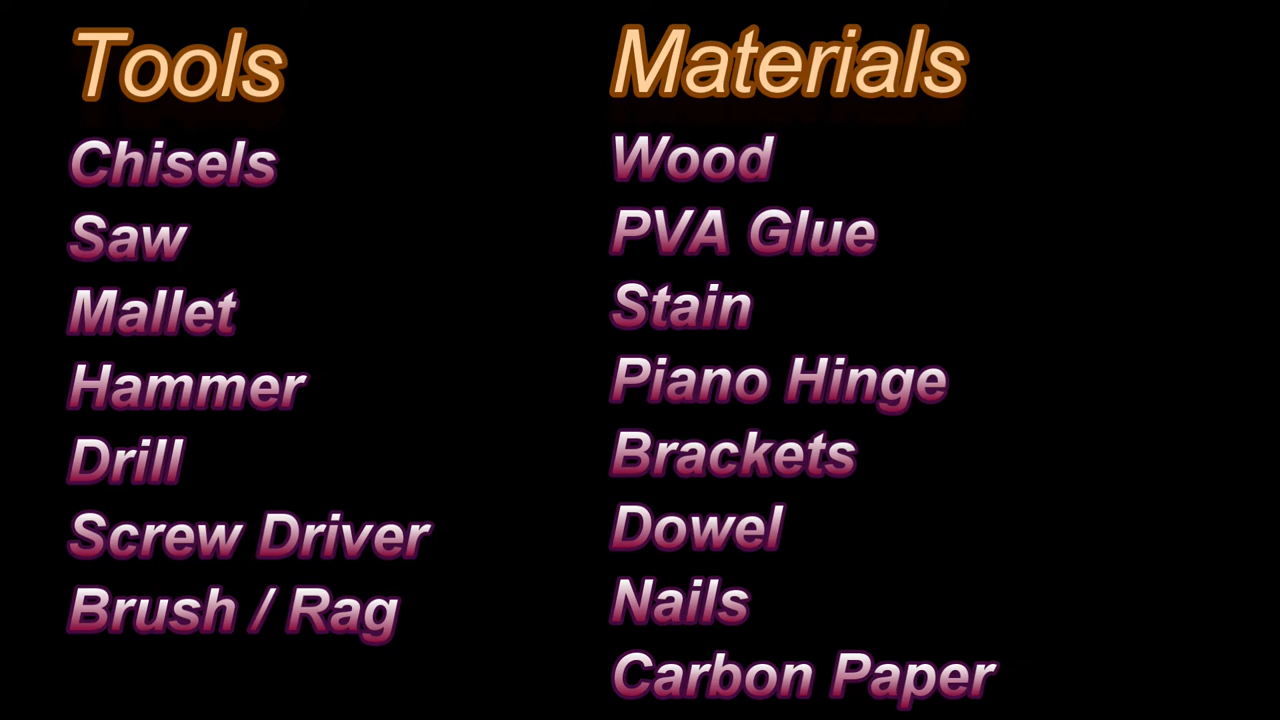 Tools
Chisels
Saw
Mallet
Hammer
Drill
Screw Driver
Brush / Rag
Materials
Wood
PVA Glue
Stain
Piano Hinge
Brackets
Dowel
Nails
Carbon Paper